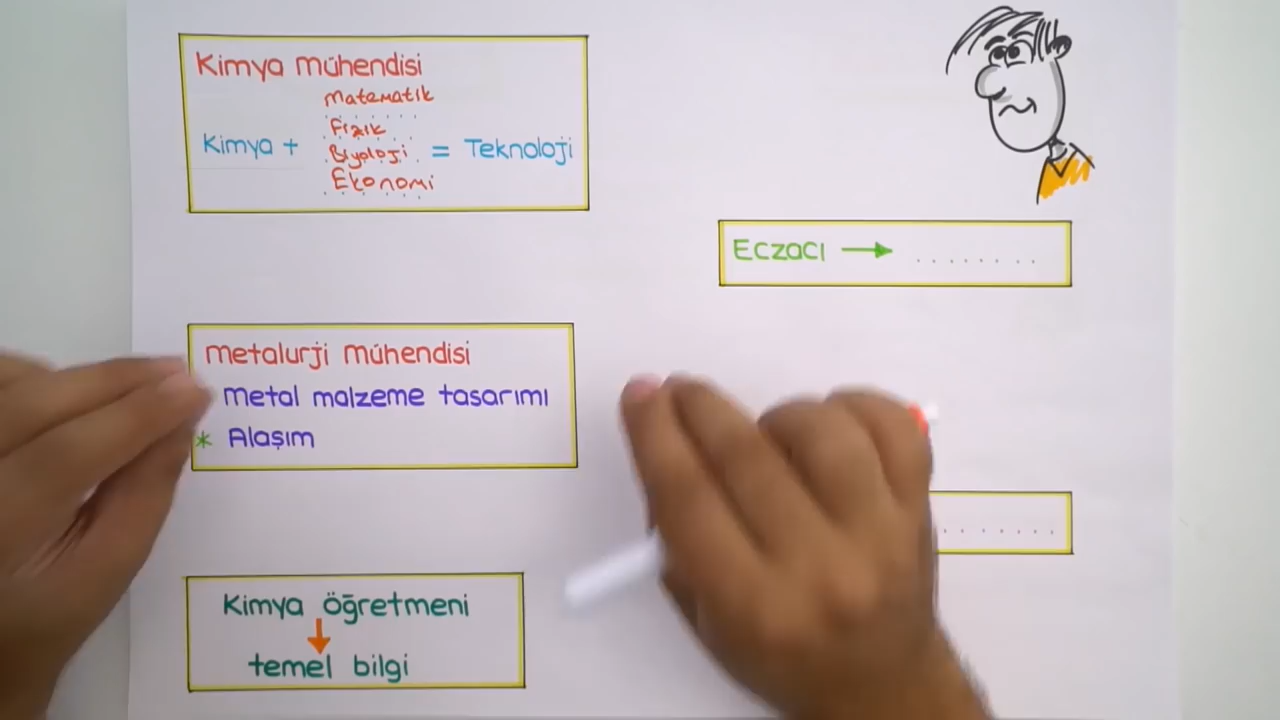 Kimya Mühendisi
Matematik
Fizik
Kimya + Biyoloji = Teknoloji
Ekonomi
Eczacı → ........
Metalurji Mühendisi
Metal malzeme tasarımı
* Alaşım
Kimya öğretmeni
↓
temel bilgi